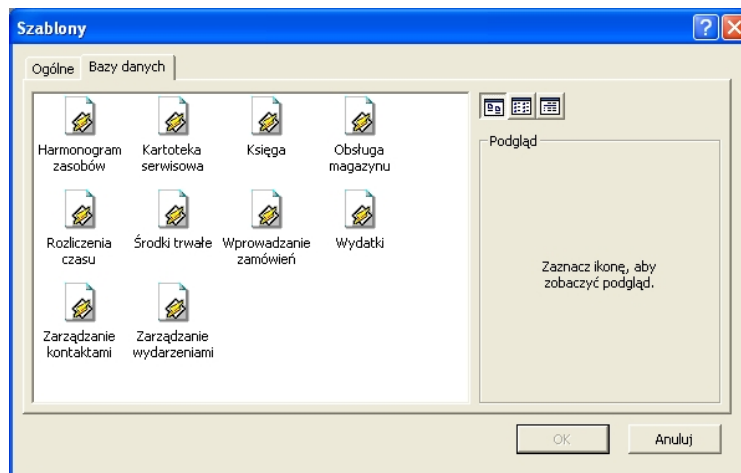 Szablony
Ogólne
Bazy danych
Harmonogram
zasobów
Kartoteka
serwisowa
Księga
Obsługa
magazynu
Rozliczenia
czasu
Środki trwałe
Wprowadzanie
zamówień
Wydatki
Zarządzanie
kontaktami
Zarządzanie
wydarzeniami
Podgląd
Zaznacz ikonę, aby
zobaczyć podgląd.
OK
Anuluj